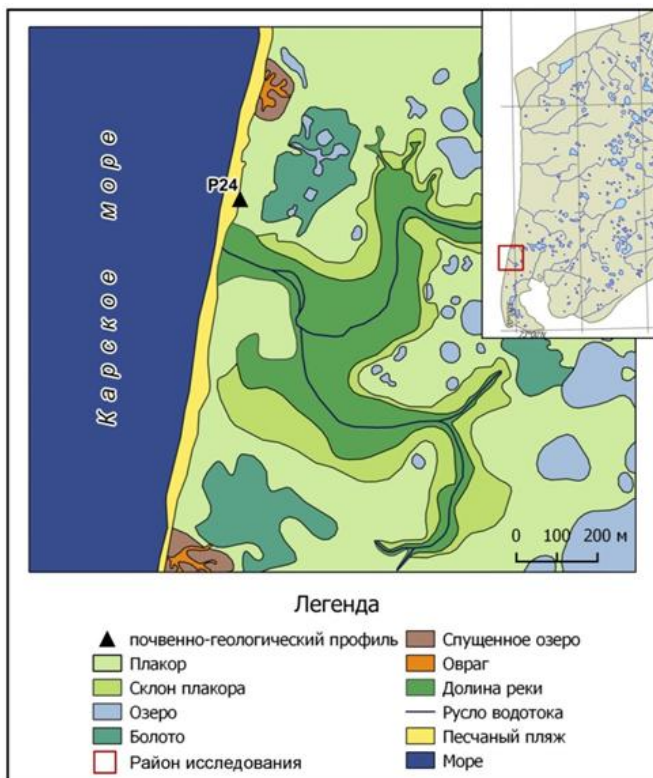 Карское море
P24
0 100 200 м
Легенда
почвенно-геологический профиль
Плакор
Склон плакора
Озеро
Болото
Район исследования
Спущенное озеро
Овраг
Долина реки
Русло водотока
Песчаный пляж
Море